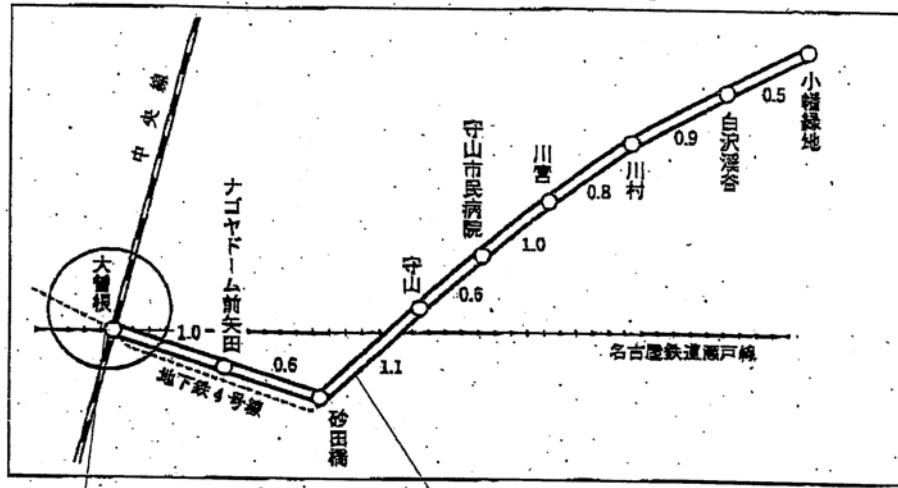 中央線
大曽根
1.0
ナゴヤドーム前矢田
0.6
地下鉄4号線
砂田橋
1.1
守山
0.6
守山市民病院
1.0
川宮
0.8
川村
0.9
白沢渓谷
0.5
小幡緑地
名古屋鉄道瀬戸線